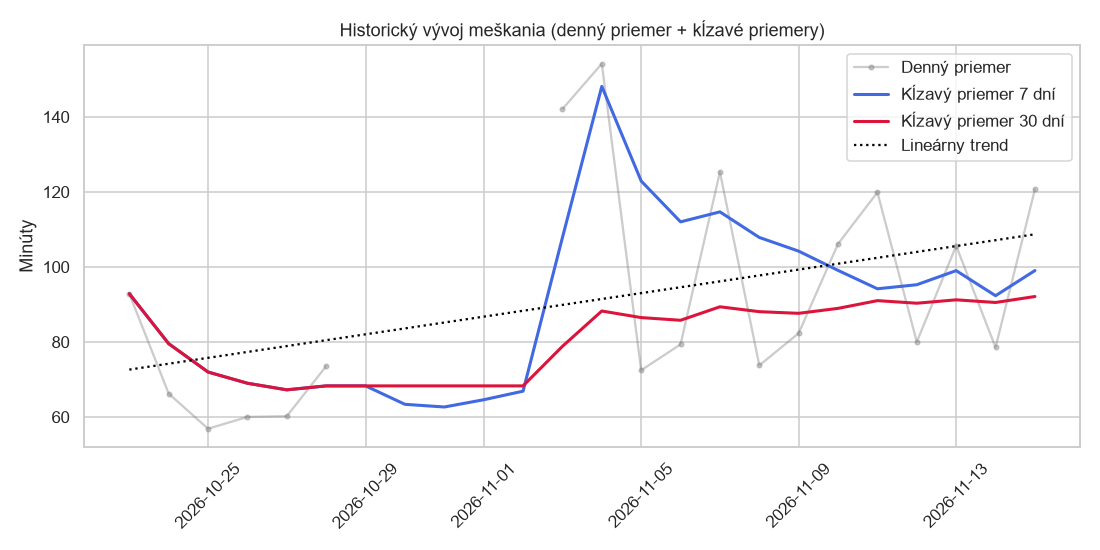 Historický vývoj meškania (denný priemer + kĺzavé priemery)
Denný priemer
Kĺzavý priemer 7 dní
Kĺzavý priemer 30 dní
Lineárny trend
Minúty
140
120
100
80
60
2026-10-25
2026-10-29
2026-11-01
2026-11-05
2026-11-09
2026-11-13